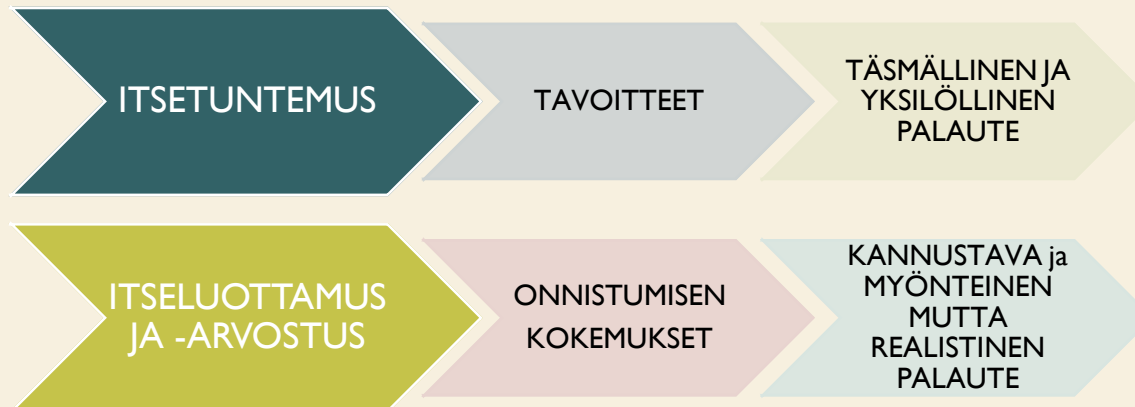 ITSETUNTEMUS
TAVOITTEET
TÄSMÄLLINEN JA
YKSILÖLLINEN
PALAUTE
ITSELUOTTAMUS
JA -ARVOSTUS
ONNISTUMISEN
KOKEMUKSET
KANNUSTAVA ja
MYÖNTEINEN
MUTTA
REALISTINEN
PALAUTE